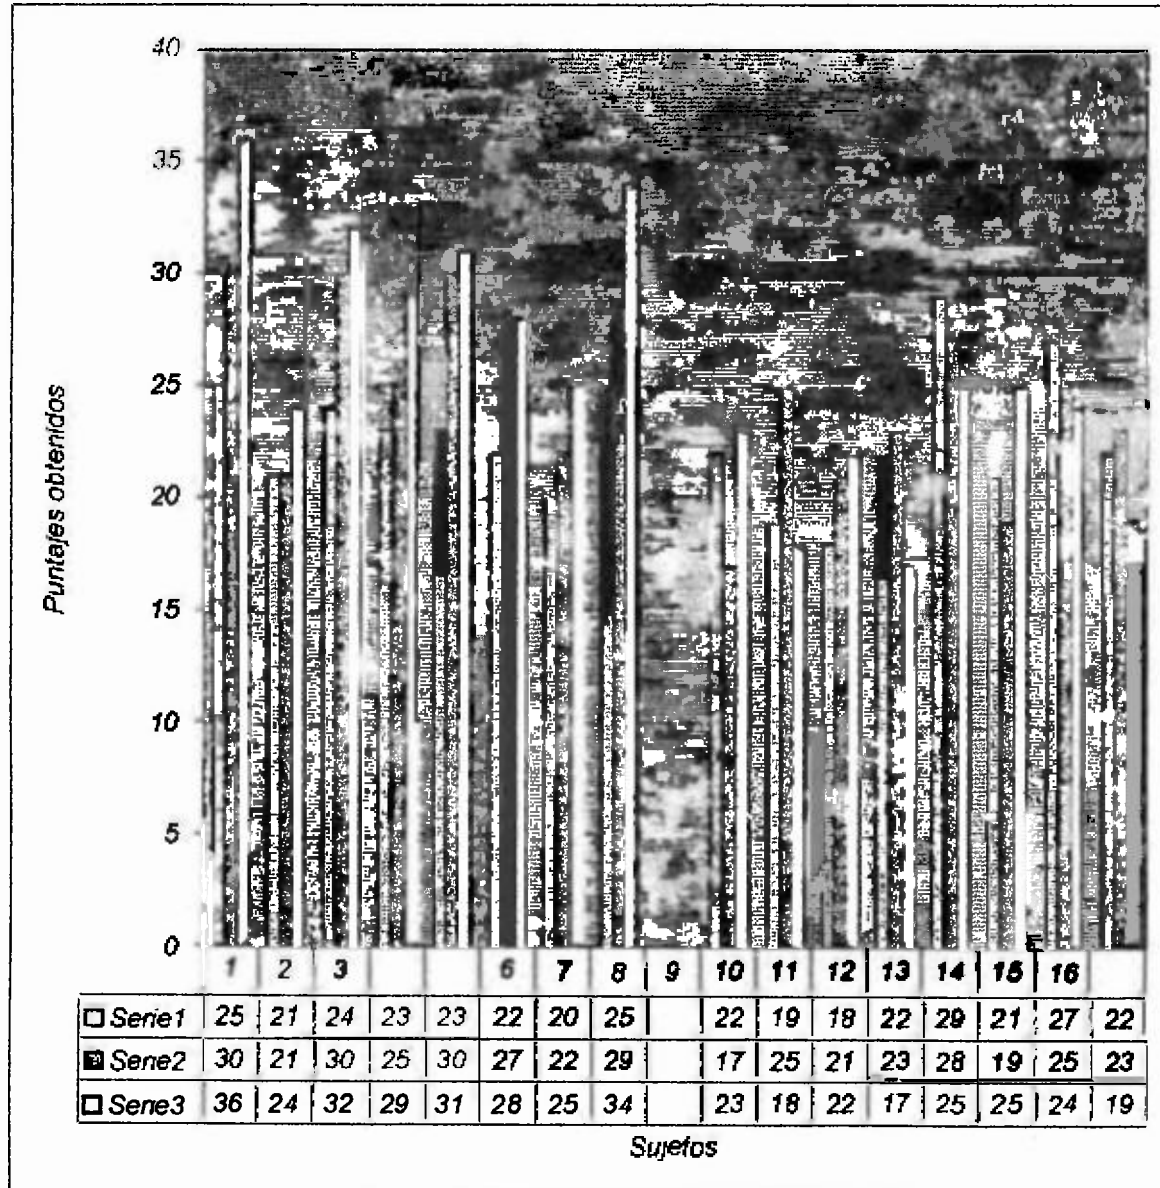 40
35
30
25
20
15
10
5
0
Puntajes obtenidos
1 2 3 6 7 8 9 10 11 12 13 14 15 16
Serie1 25 21 24 23 23 22 20 25 22 19 18 22 29 21 27 22
Serie2 30 21 30 25 30 27 22 29 17 25 21 23 28 19 25 23
Serie3 36 24 32 29 31 28 25 34 23 18 22 17 25 25 24 19
Sujetos